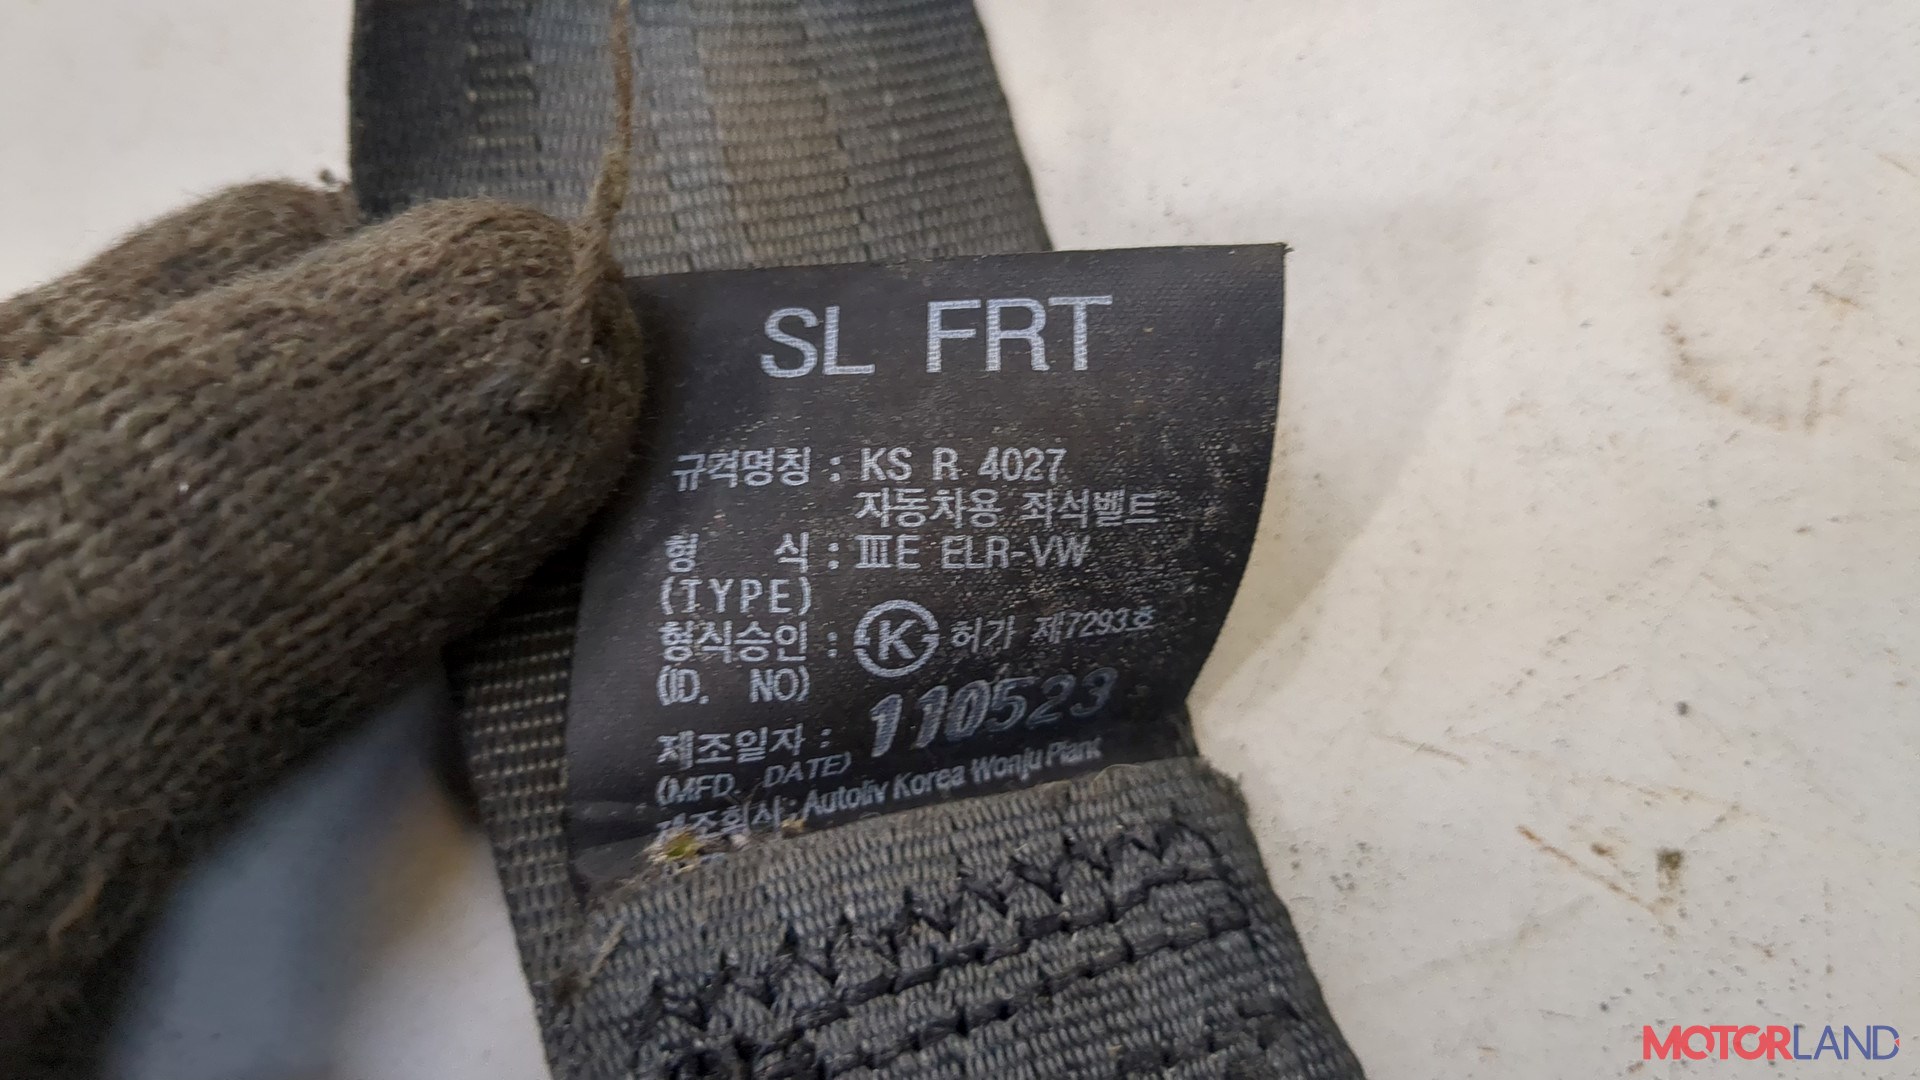 SL FRT
규격명칭 : KS R 4027
자동차용 좌석벨트
형 식 : ⅢE ELR-VW
(TYPE)
형식승인 : K 허가 제7293호
(ID. NO)
제조일자 : 110523
(MFD. DATE)
제조회사 : Autoliv Korea Wonju Plant
MOTORLAND